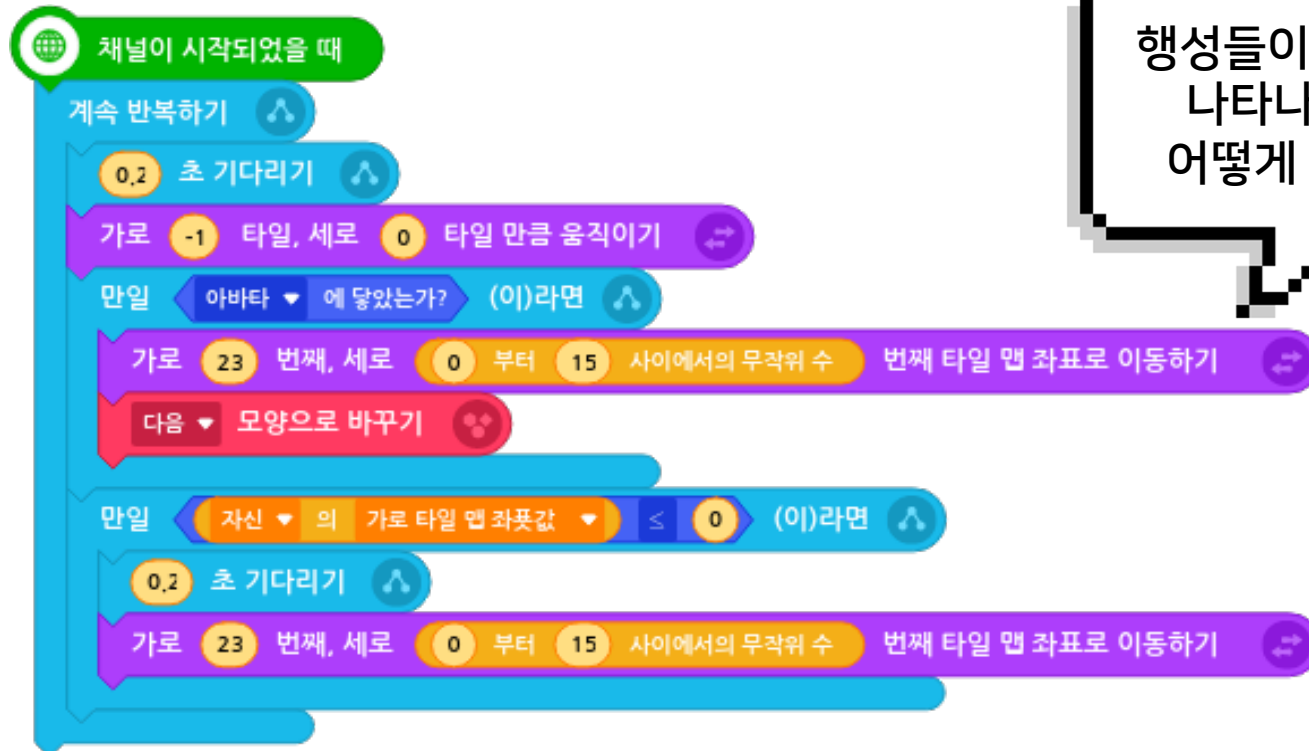 채널이 시작되었을 때
계속 반복하기
0.2 초 기다리기
가로 -1 타일, 세로 0 타일 만큼 움직이기
만일 아바타 에 닿았는가? (이)라면
가로 23 번째, 세로 0 부터 15 사이에서의 무작위 수 번째 타일 맵 좌표로 이동하기
다음 모양으로 바꾸기
만일 자신 의 가로 타일 맵 좌푯값 ≤ 0 (이)라면
0.2 초 기다리기
가로 23 번째, 세로 0 부터 15 사이에서의 무작위 수 번째 타일 맵 좌표로 이동하기
행성들이
나타나
어떻게